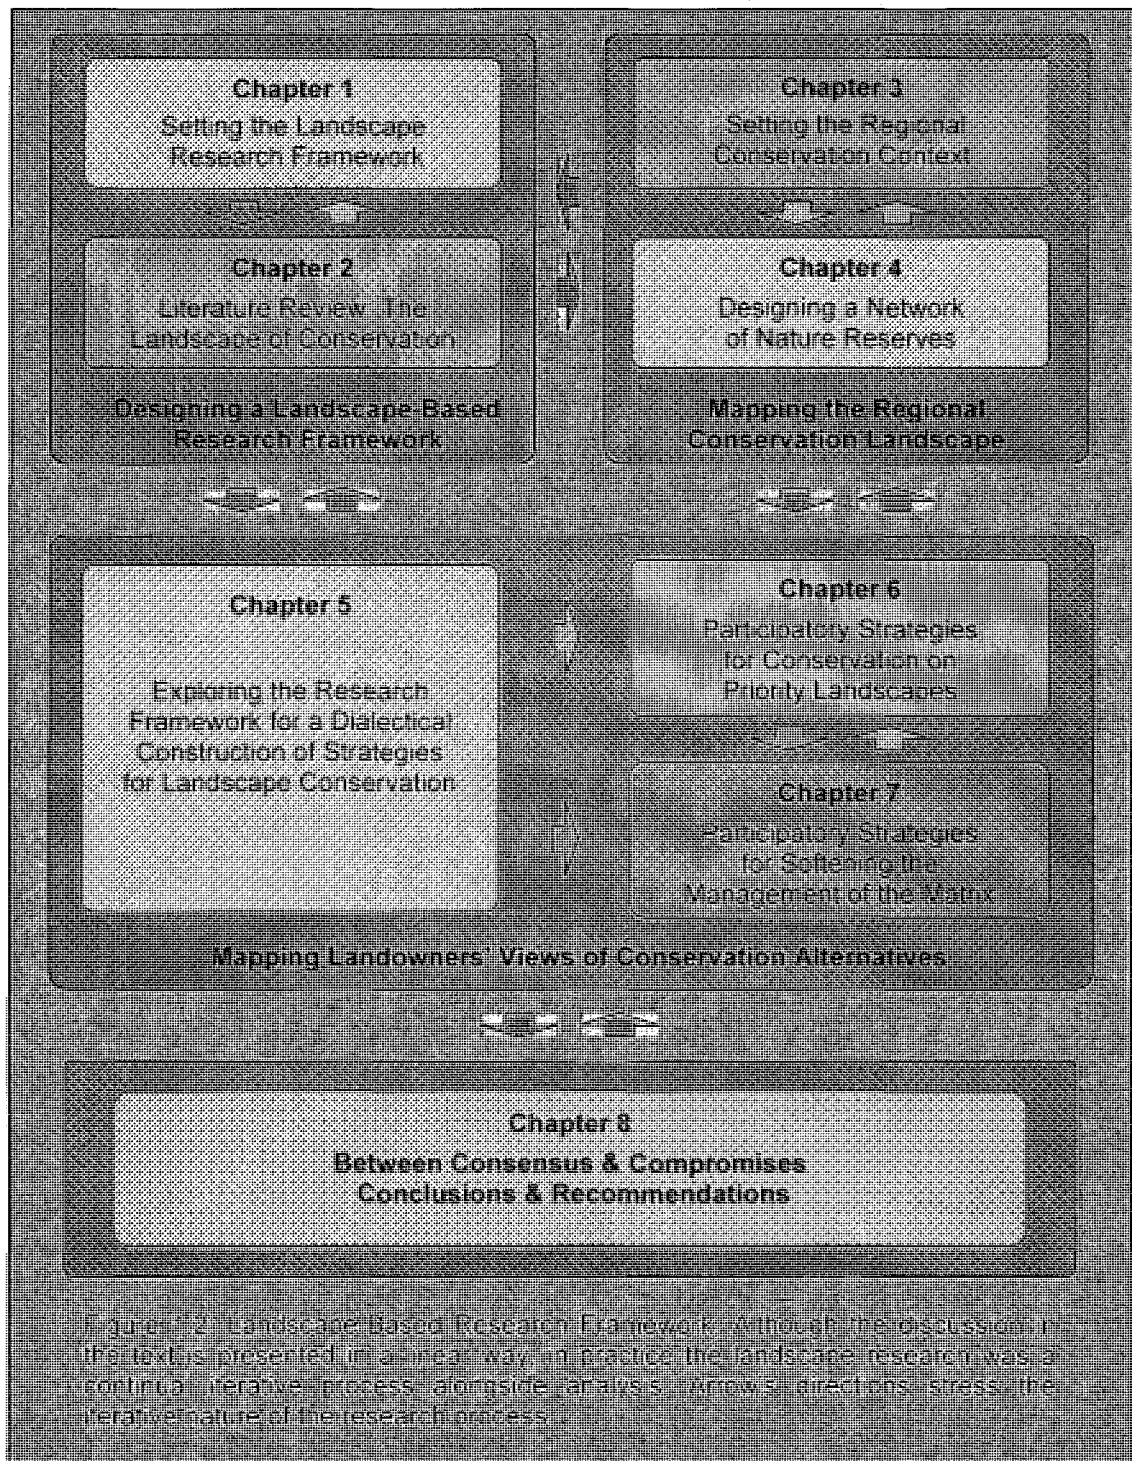 Chapter 1
Setting the Landscape
Research Framework
Chapter 2
Literature Review: The
Landscape of Conservation
Designing a Landscape-Based
Research Framework
Chapter 3
Setting the Regional
Conservation Context
Chapter 4
Designing a Network
of Nature Reserves
Mapping the Regional
Conservation Landscape
Chapter 5
Exploring the Research
Framework for a Dialectical
Construction of Strategies
for Landscape Conservation
Chapter 6
Participatory Strategies
for Conservation on
Priority Landscapes
Chapter 7
Participatory Strategies
for Softening the
Management of the Matrix
Mapping Landowners' Views of Conservation Alternatives
Chapter 8
Between Consensus & Compromises
Conclusions & Recommendations
Figure 1.2. Landscape Based Research Framework. Although the discussion in
the text is presented in a linear way, in practice the landscape research was a
continual iterative process alongside analysis. Arrows directions stress the
iterative nature of the research process.